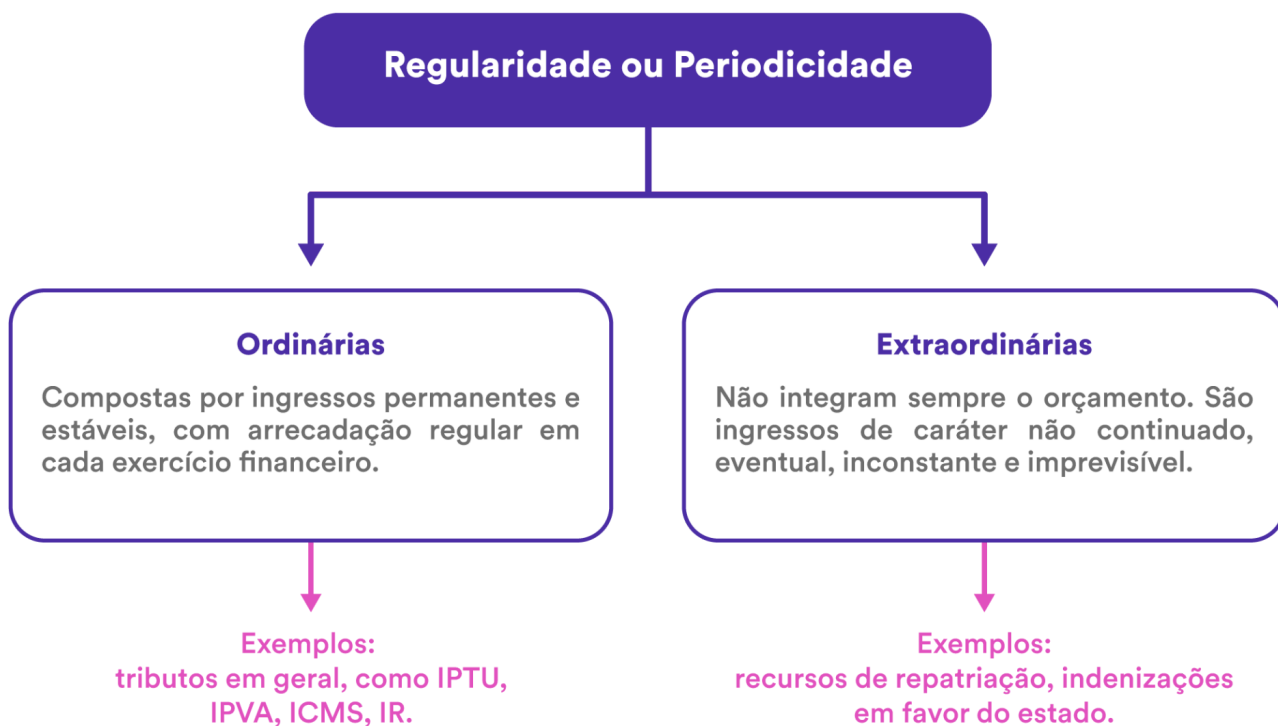 Regularidade ou Periodicidade
Ordinárias
Compostas por ingressos permanentes e
estáveis, com arrecadação regular em
cada exercício financeiro.
Exemplos:
tributos em geral, como IPTU,
IPVA, ICMS, IR.
Extraordinárias
Não integram sempre o orçamento. São
ingressos de caráter não continuado,
eventual, inconstante e imprevisível.
Exemplos:
recursos de repatriação, indenizações
em favor do estado.